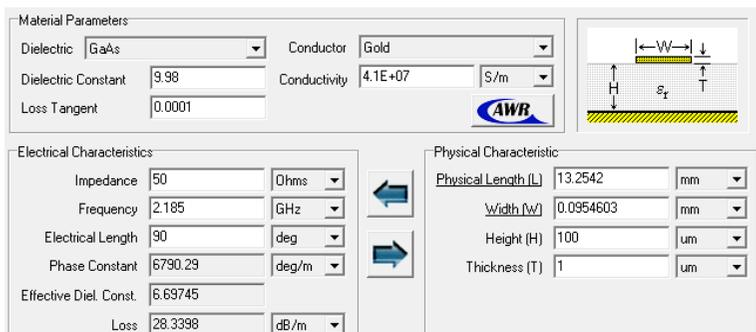 Material Parameters
Dielectric GaAs Conductor Gold
Dielectric Constant 9.98 Conductivity 4.1E+07 S/m
Loss Tangent 0.0001 AWR
W
H εr T
Electrical Characteristics
Impedance 50 Ohms
Frequency 2.185 GHz
Electrical Length 90 deg
Phase Constant 6790.29 deg/m
Effective Diel. Const. 6.69745
Loss 28.3398 dB/m
Physical Characteristic
Physical Length (L) 13.2542 mm
Width (W) 0.0954603 mm
Height (H) 100 um
Thickness (T) 1 um